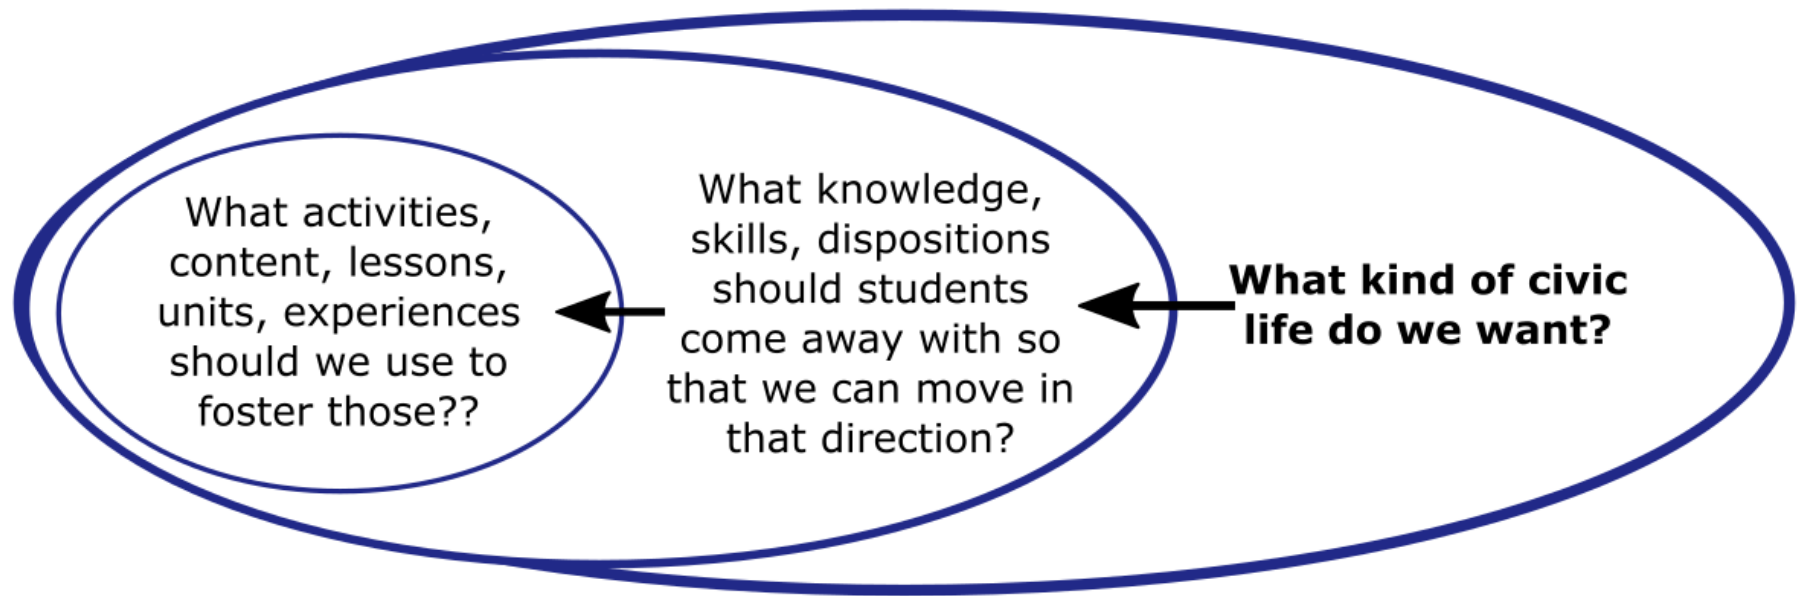 What activities,
content, lessons,
units, experiences
should we use to
foster those??
What knowledge,
skills, dispositions
should students
come away with so
that we can move in
that direction?
What kind of civic
life do we want?